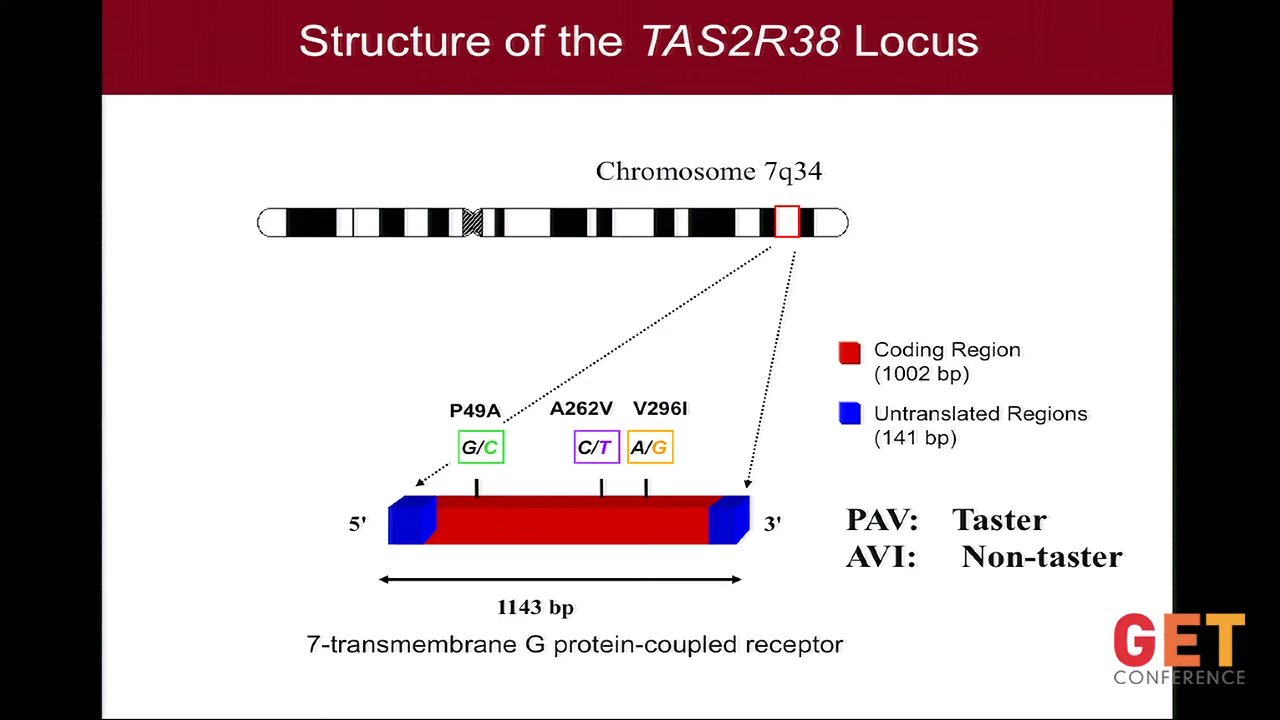 Structure of the TAS2R38 Locus
Chromosome 7q34
Coding Region
(1002 bp)
Untranslated Regions
(141 bp)
P49A A262V V296I
G/C C/T A/G
5' 3'
1143 bp
7-transmembrane G protein-coupled receptor
PAV: Taster
AVI: Non-taster
GET
CONFERENCE